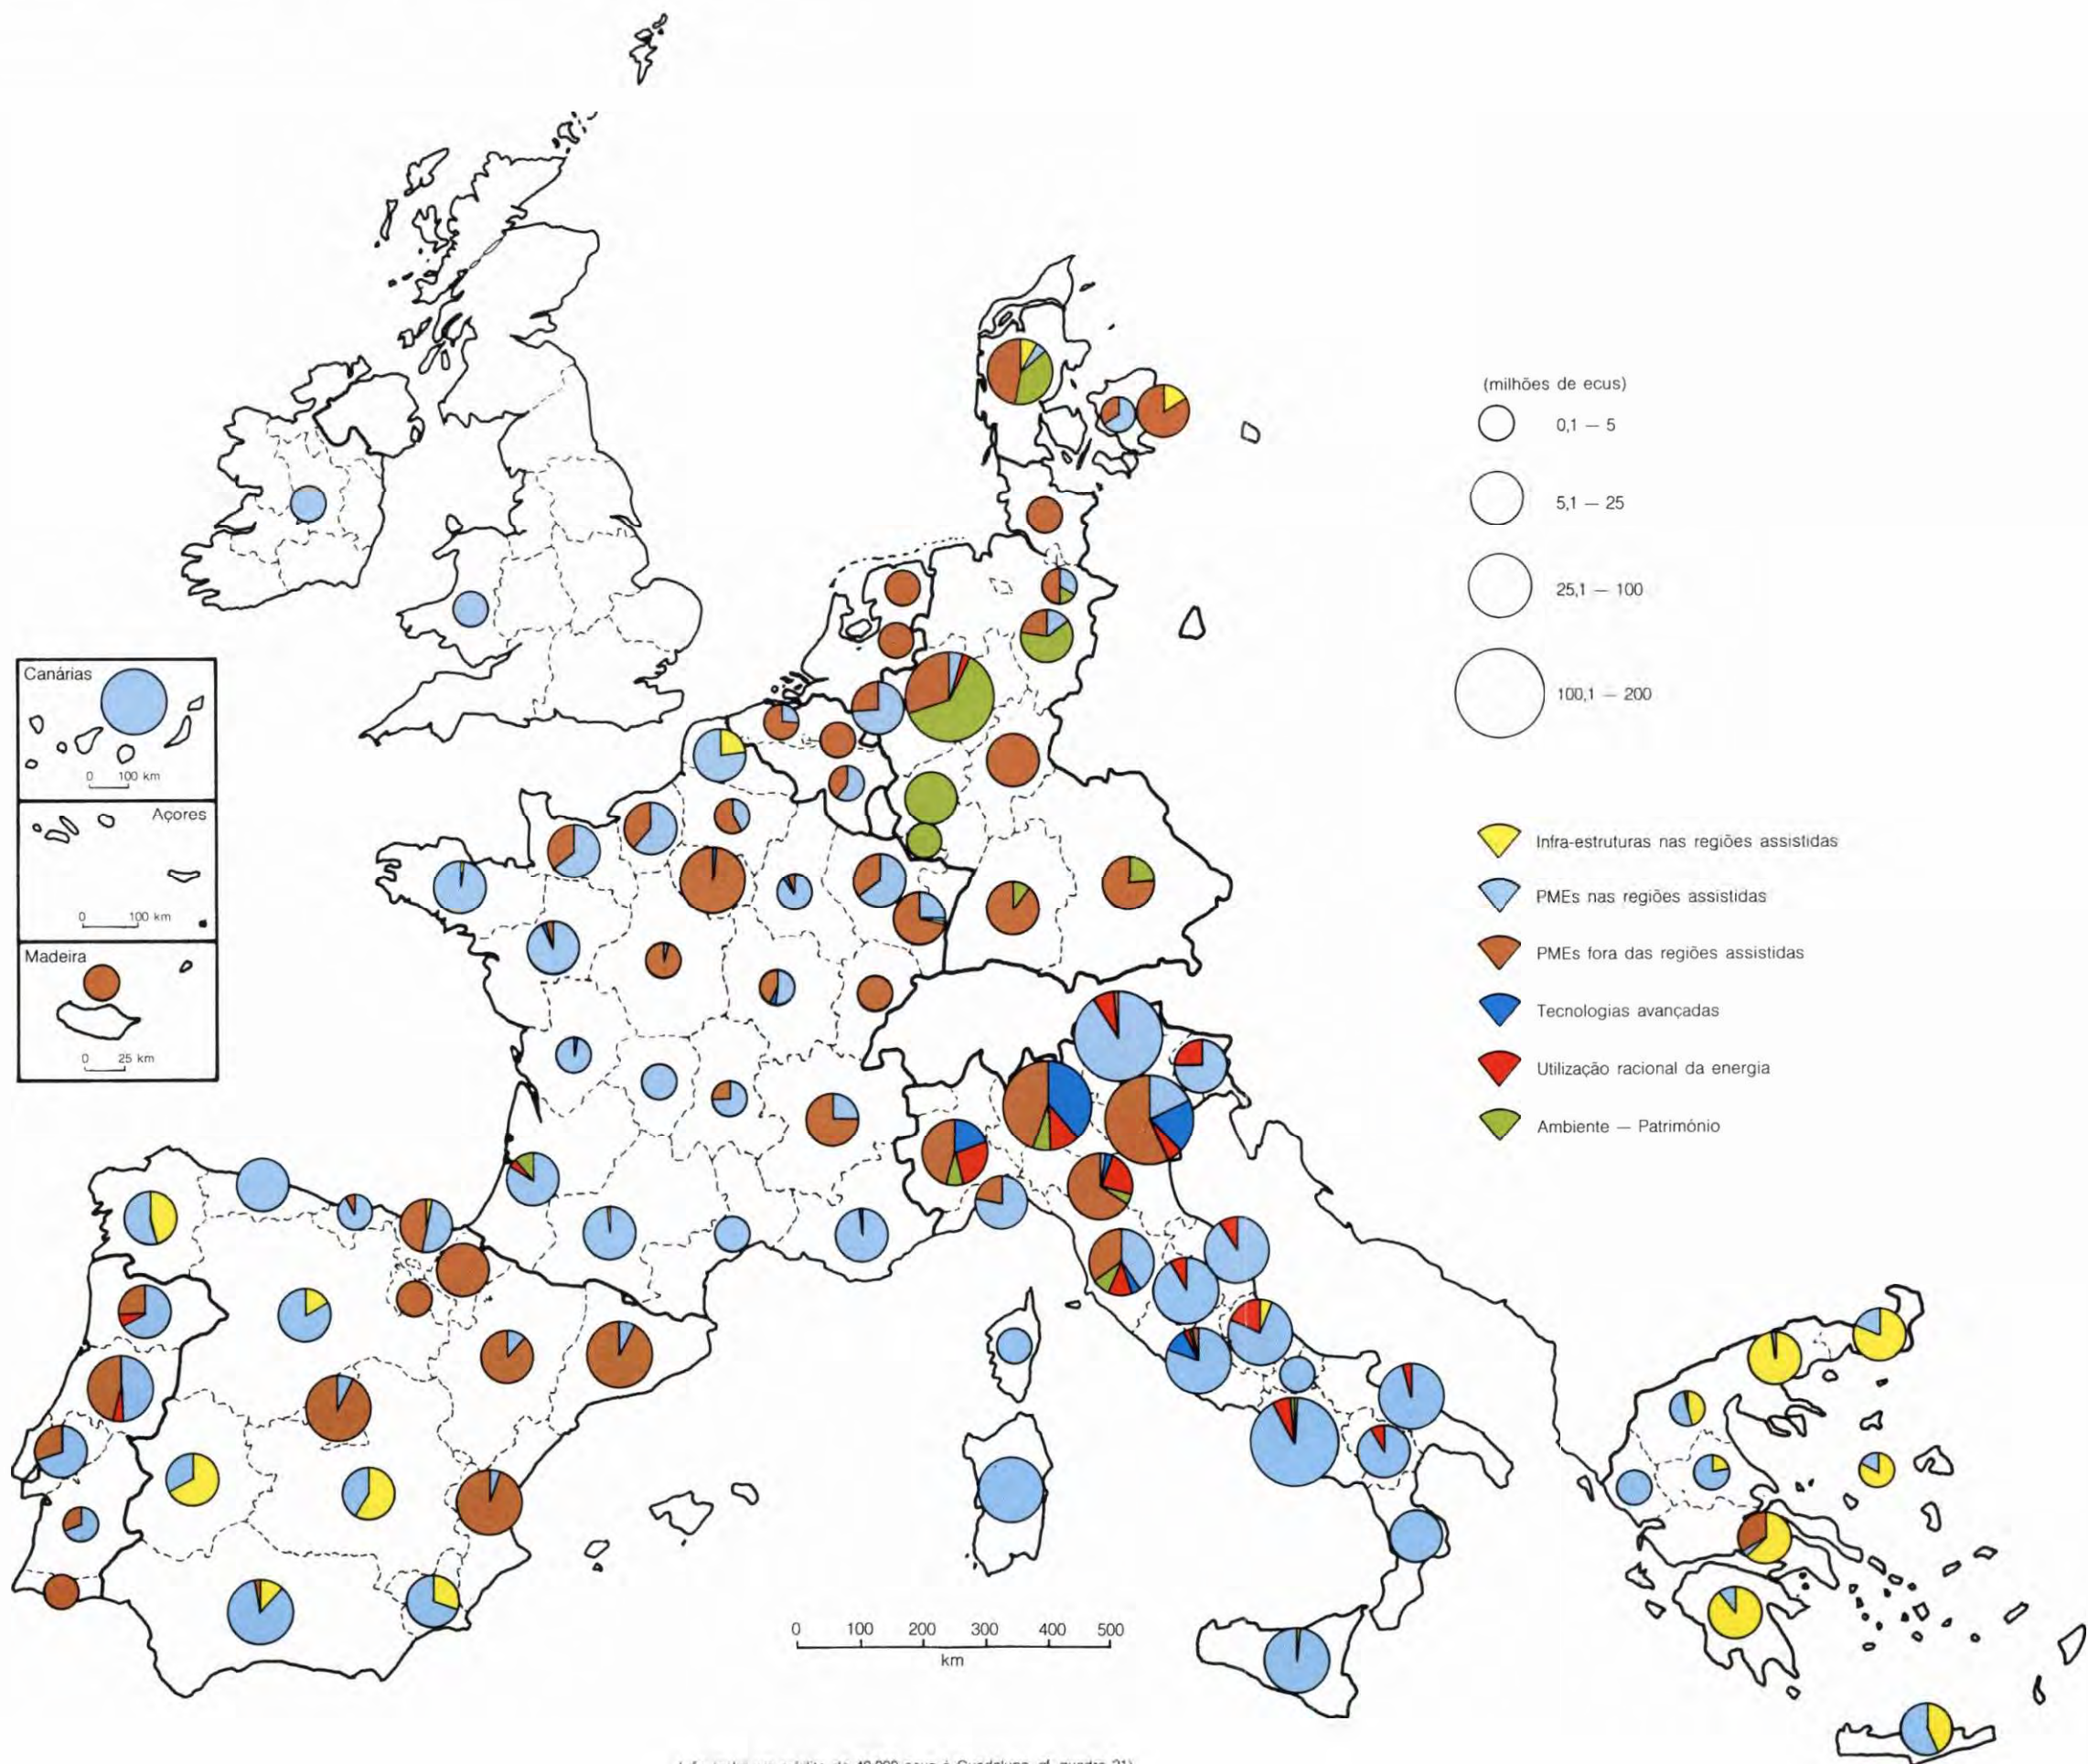 (milhões de ecus)
0,1 — 5
5,1 — 25
25,1 — 100
100,1 — 200
Canárias
0 100 km
Açores
0 100 km
Madeira
0 25 km
Infra-estruturas nas regiões assistidas
PMEs nas regiões assistidas
PMEs fora das regiões assistidas
Tecnologias avançadas
Utilização racional da energia
Ambiente — Património
0 100 200 300 400 500
km